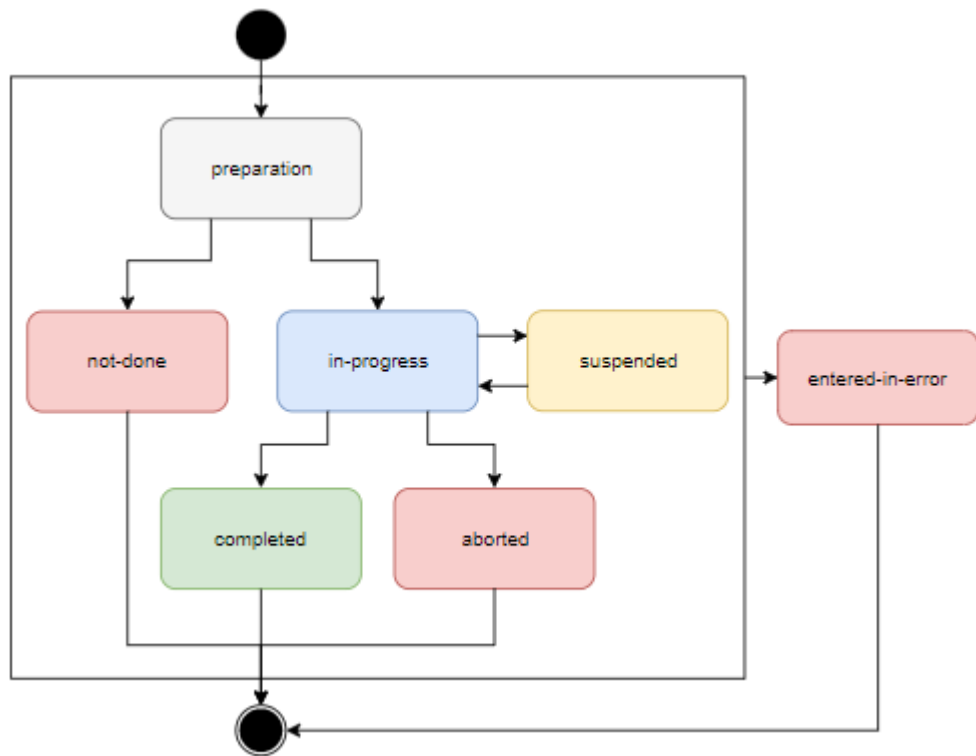 preparation
not-done
in-progress
suspended
entered-in-error
completed
aborted